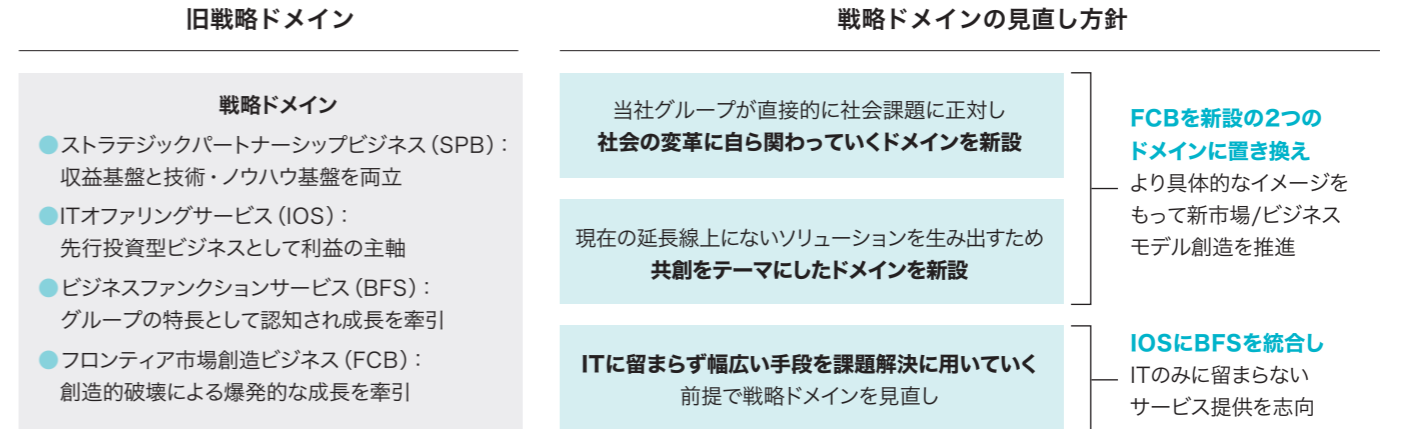 旧戦略ドメイン
戦略ドメイン
●ストラテジックパートナーシップビジネス（SPB）：
収益基盤と技術・ノウハウ基盤を両立
●ITオファリングサービス（IOS）：
先行投資型ビジネスとして利益の主軸
●ビジネスファンクションサービス（BFS）：
グループの特長として認知され成長を牽引
●フロンティア市場創造ビジネス（FCB）：
創造的破壊による爆発的な成長を牽引
戦略ドメインの見直し方針
当社グループが直接的に社会課題に正対し
社会の変革に自ら関わっていくドメインを新設
現在の延長線上にないソリューションを生み出すため
共創をテーマにしたドメインを新設
FCBを新設の2つの
ドメインに置き換え
より具体的なイメージを
もって新市場/ビジネス
モデル創造を推進
ITに留まらず幅広い手段を課題解決に用いていく
前提で戦略ドメインを見直し
IOSにBFSを統合し
ITのみに留まらない
サービス提供を志向